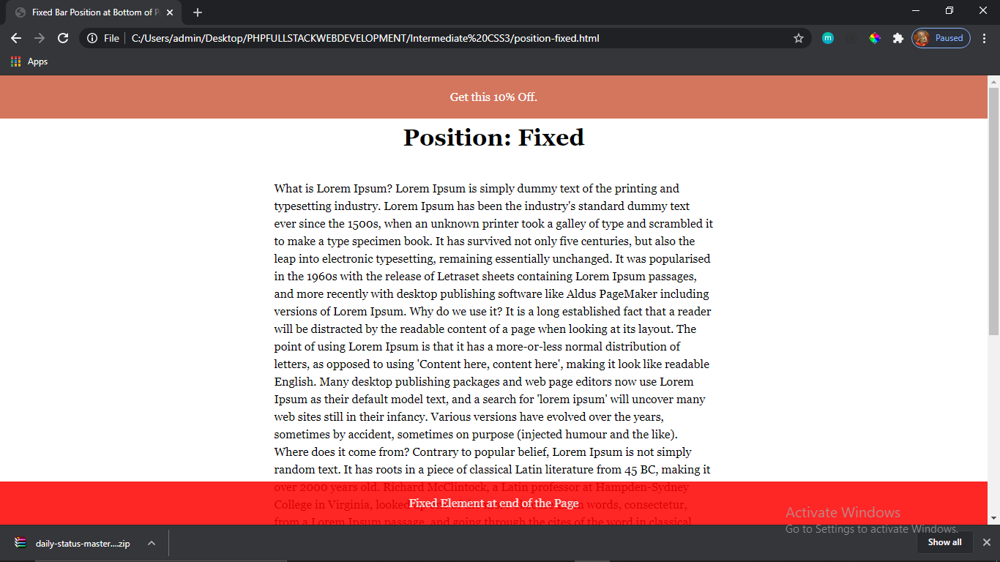 Fixed Bar Position at Bottom of P
File
C:/Users/admin/Desktop/PHPFULLSTACKWEBDEVELOPMENT/Intermediate%20CSS3/position-fixed.html
m
Paused
Apps
Get this 10% Off.
Position: Fixed
What is Lorem Ipsum? Lorem Ipsum is simply dummy text of the printing and
typesetting industry. Lorem Ipsum has been the industry's standard dummy text
ever since the 1500s, when an unknown printer took a galley of type and scrambled it
to make a type specimen book. It has survived not only five centuries, but also the
leap into electronic typesetting, remaining essentially unchanged. It was popularised
in the 1960s with the release of Letraset sheets containing Lorem Ipsum passages,
and more recently with desktop publishing software like Aldus PageMaker including
versions of Lorem Ipsum. Why do we use it? It is a long established fact that a reader
will be distracted by the readable content of a page when looking at its layout. The
point of using Lorem Ipsum is that it has a more-or-less normal distribution of
letters, as opposed to using 'Content here, content here', making it look like readable
English. Many desktop publishing packages and web page editors now use Lorem
Ipsum as their default model text, and a search for 'lorem ipsum' will uncover many
web sites still in their infancy. Various versions have evolved over the years,
sometimes by accident, sometimes on purpose (injected humour and the like).
Where does it come from? Contrary to popular belief, Lorem Ipsum is not simply
random text. It has roots in a piece of classical Latin literature from 45 BC, making it
over 2000 years old. Richard McClintock, a Latin professor at Hampden-Sydney
College in Virginia, looked words, consectetur,
Fixed Element at end of the Page
from a Lorem Ipsum passage, and going through the cites of the word in classical
Activate Windows
Go to Settings to activate Windows.
daily-status-master....zip
Show all